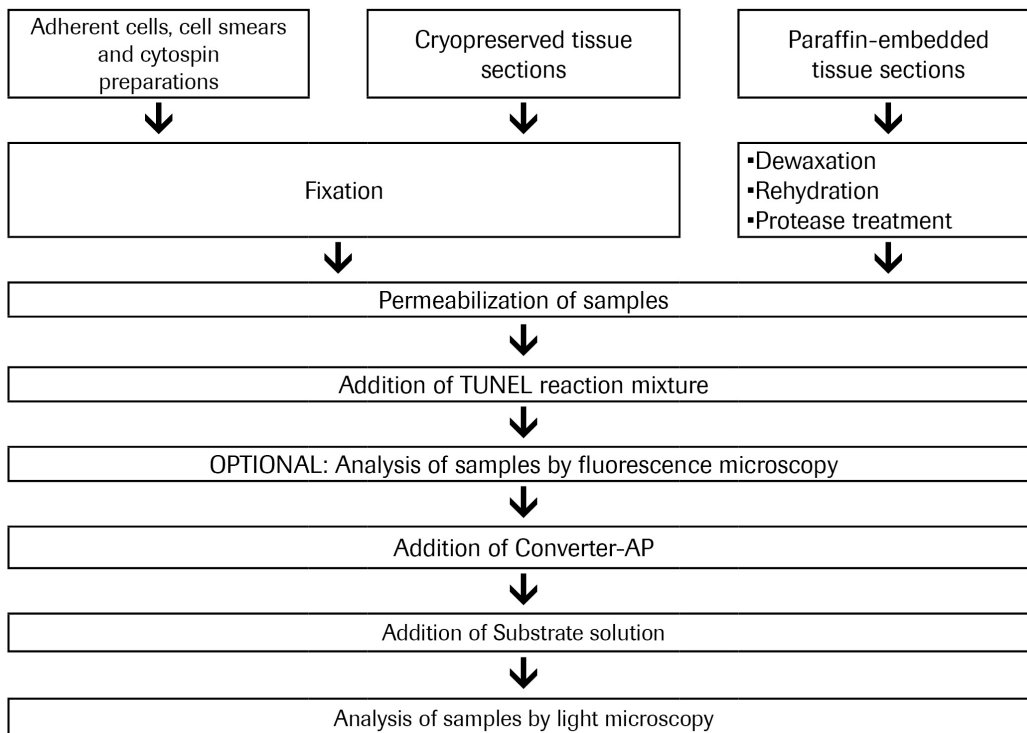 Adherent cells, cell smears
and cytospin
preparations
Cryopreserved tissue
sections
Paraffin-embedded
tissue sections
Fixation
▪Dewaxation
▪Rehydration
▪Protease treatment
Permeabilization of samples
Addition of TUNEL reaction mixture
OPTIONAL: Analysis of samples by fluorescence microscopy
Addition of Converter-AP
Addition of Substrate solution
Analysis of samples by light microscopy